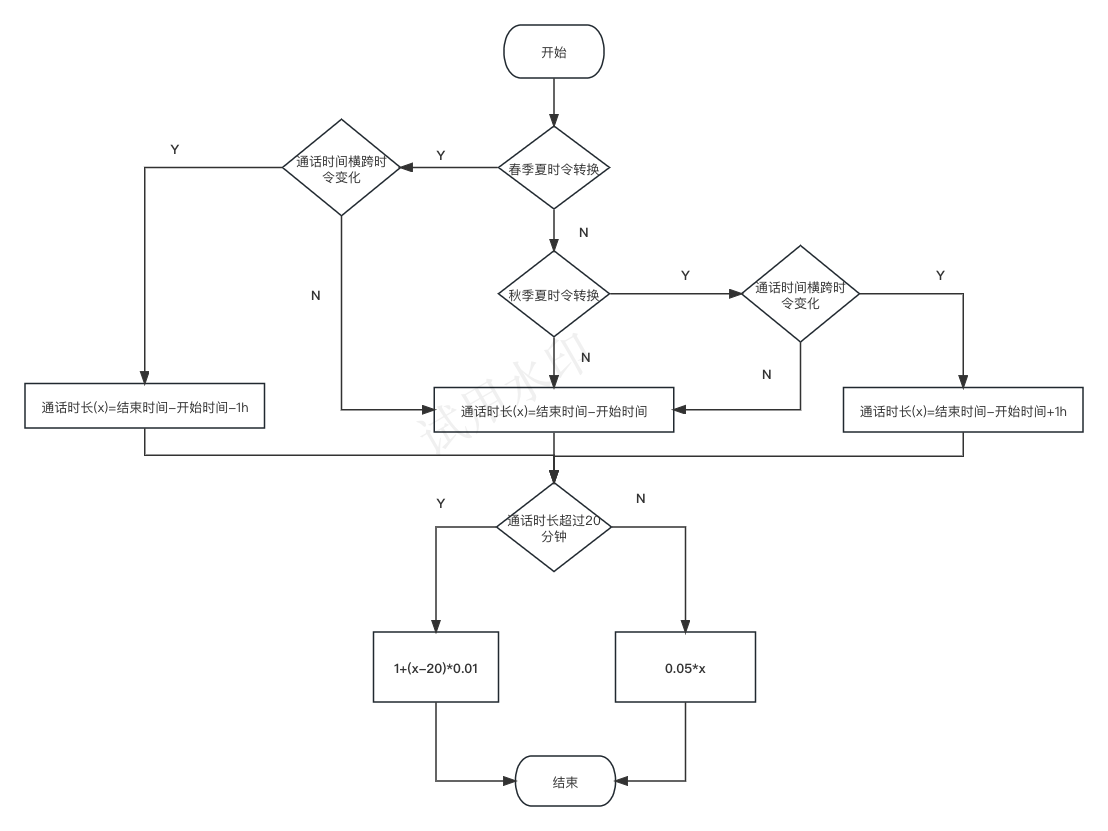 开始
Y
Y
通话时间横跨时
令变化
春季夏时令转换
N
Y
Y
N
秋季夏时令转换
通话时间横跨时
令变化
N
N
通话时长(x)=结束时间-开始时间-1h
通话时长(x)=结束时间-开始时间
通话时长(x)=结束时间-开始时间+1h
试用水印
Y
N
通话时长超过20
分钟
1+(x-20)*0.01
0.05*x
结束